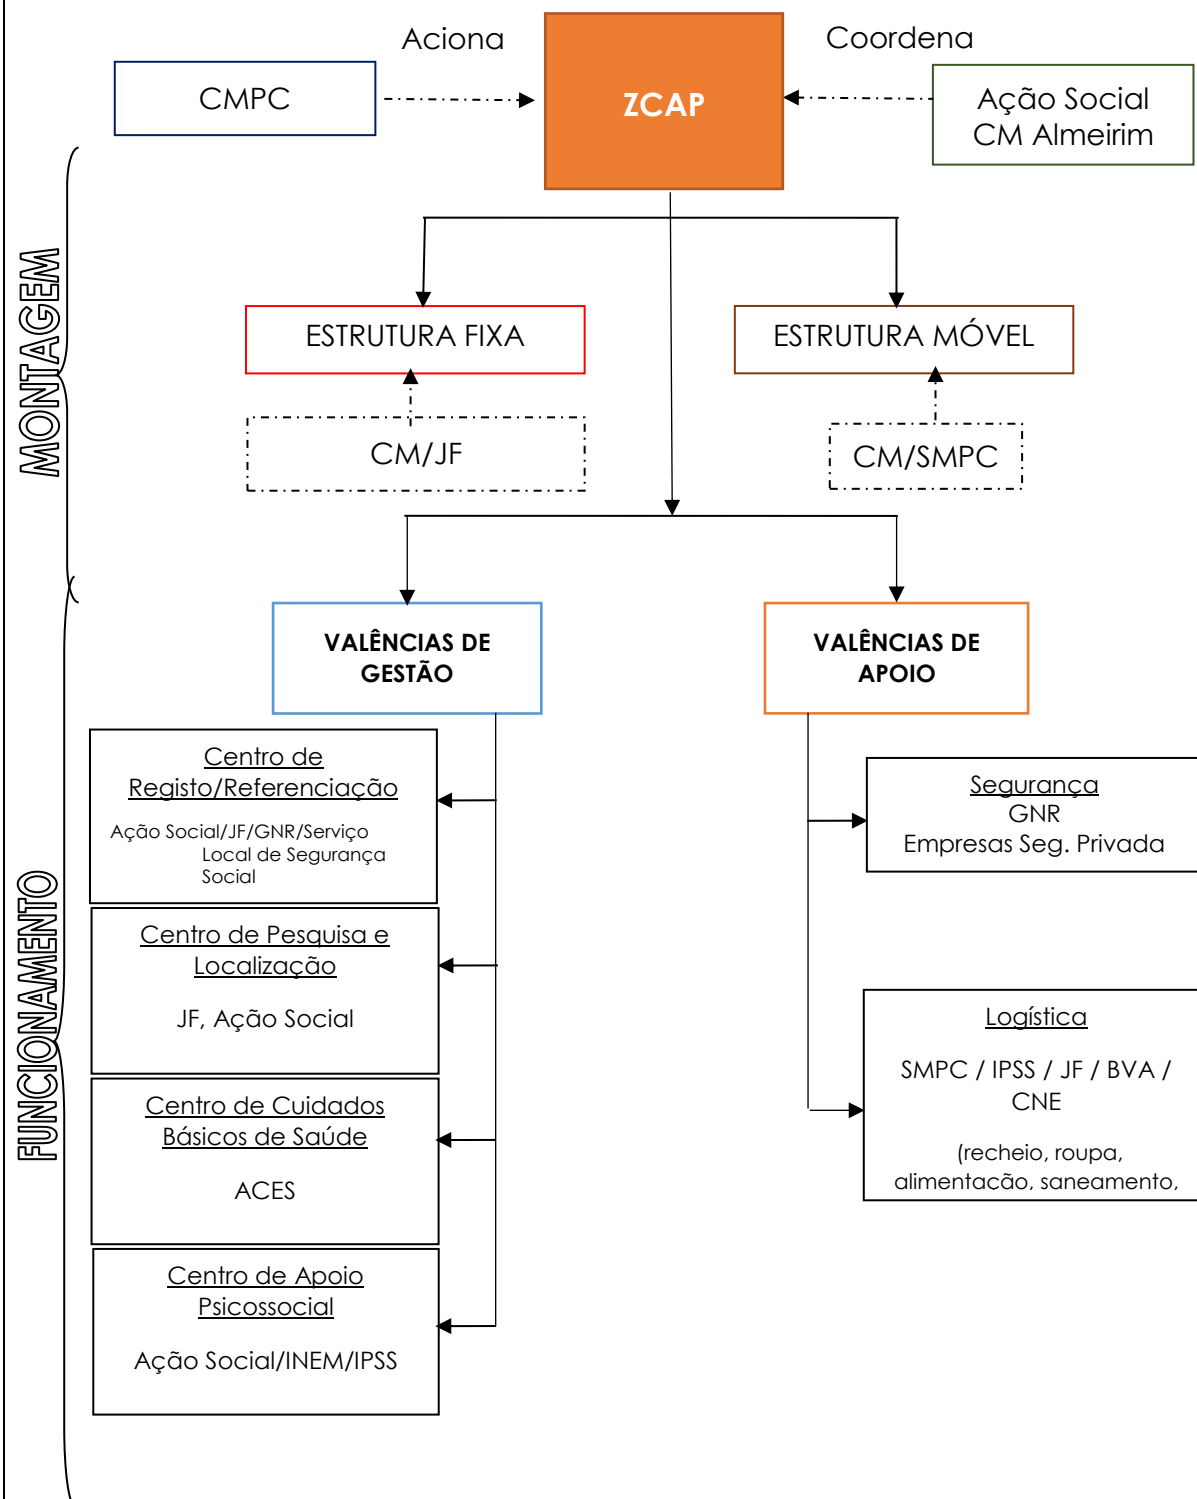 Aciona
Coordena
CMPC
ZCAP
Ação Social
CM Almeirim
MONTAGEM
ESTRUTURA FIXA
ESTRUTURA MÓVEL
CM/JF
CM/SMPC
FUNCIONAMENTO
VALÊNCIAS DE
GESTÃO
VALÊNCIAS DE
APOIO
Centro de
Registo/Referenciação
Ação Social/JF/GNR/Serviço
Local de Segurança
Social
Centro de Pesquisa e
Localização
JF, Ação Social
Centro de Cuidados
Básicos de Saúde
ACES
Centro de Apoio
Psicossocial
Ação Social/INEM/IPSS
Segurança
GNR
Empresas Seg. Privada
Logística
SMPC / IPSS / JF / BVA /
CNE
(recheio, roupa,
alimentação, saneamento,